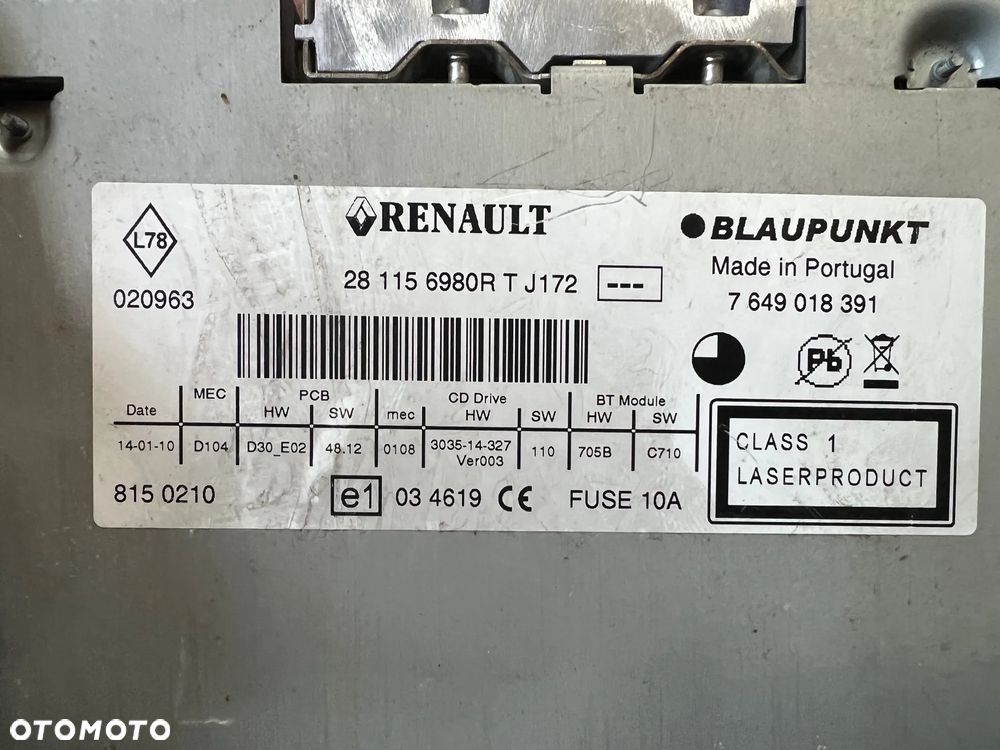 L78
020963
RENAULT
28 115 6980R T J172 ---
BLAUPUNKT
Made in Portugal
7 649 018 391
Pb
Date MEC PCB CD Drive BT Module
HW SW mec HW SW HW SW
14-01-10 D104 D30_E02 48.12 0108 3035-14-327 110 705B C710
Ver003
815 0210 e1 03 4619 CE FUSE 10A
CLASS 1
LASERPRODUCT
OTOMOTO